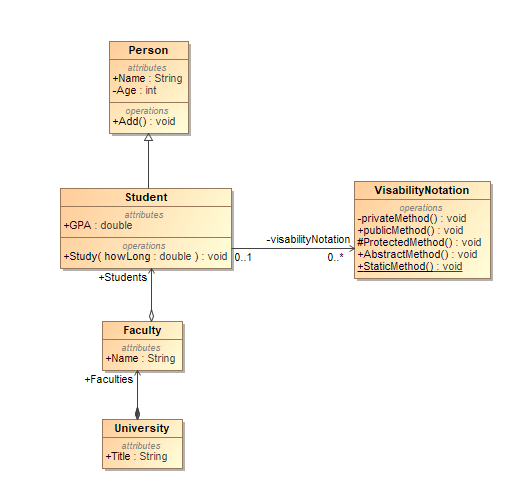 Person
attributes
+Name : String
-Age : int
operations
+Add() : void
Student
attributes
+GPA : double
operations
+Study( howLong : double ) : void
VisabilityNotation
operations
-privateMethod() : void
+publicMethod() : void
#ProtectedMethod() : void
+AbstractMethod() : void
+StaticMethod() : void
-visabilityNotation
0..1
0..*
+Students
Faculty
attributes
+Name : String
+Faculties
University
attributes
+Title : String